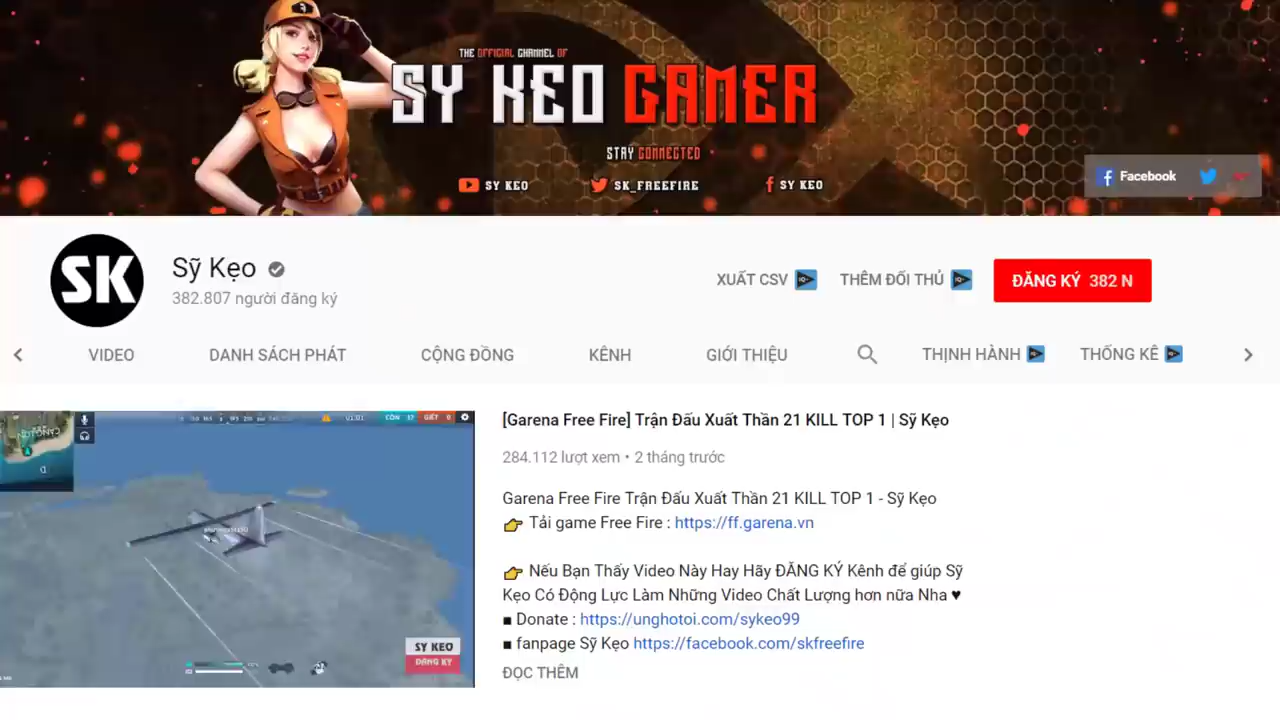 THE OFFICIAL CHANNEL OF
SY KEO GAMER
STAY CONNECTED
SY KEO
SK_FREEFIRE
SY KEO
Facebook
SK
Sỹ Kẹo
382.807 người đăng ký
XUẤT CSV
THÊM ĐỐI THỦ
ĐĂNG KÝ 382 N
VIDEO
DANH SÁCH PHÁT
CỘNG ĐỒNG
KÊNH
GIỚI THIỆU
THỊNH HÀNH
THỐNG KÊ
CÒN 17
GIẾT 0
SY KEO
ĐĂNG KÝ
[Garena Free Fire] Trận Đấu Xuất Thần 21 KILL TOP 1 | Sỹ Kẹo
284.112 lượt xem • 2 tháng trước
Garena Free Fire Trận Đấu Xuất Thần 21 KILL TOP 1 - Sỹ Kẹo
👉 Tải game Free Fire : https://ff.garena.vn
👉 Nếu Bạn Thấy Video Này Hay Hãy ĐĂNG KÝ Kênh để giúp Sỹ
Kẹo Có Động Lực Làm Những Video Chất Lượng hơn nữa Nha ♥
■ Donate : https://unghotoi.com/sykeo99
■ fanpage Sỹ Kẹo https://facebook.com/skfreefire
ĐỌC THÊM